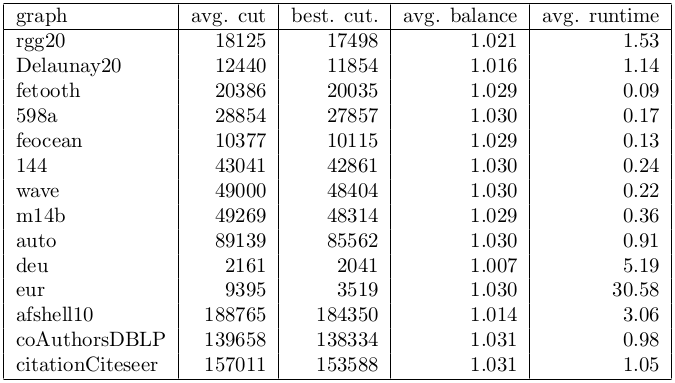 graph avg. cut best. cut. avg. balance avg. runtime
rgg20 18125 17498 1.021 1.53
Delaunay20 12440 11854 1.016 1.14
fetooth 20386 20035 1.029 0.09
598a 28854 27857 1.030 0.17
feocean 10377 10115 1.029 0.13
144 43041 42861 1.030 0.24
wave 49000 48404 1.030 0.22
m14b 49269 48314 1.029 0.36
auto 89139 85562 1.030 0.91
deu 2161 2041 1.007 5.19
eur 9395 3519 1.030 30.58
afshell10 188765 184350 1.014 3.06
coAuthorsDBLP 139658 138334 1.031 0.98
citationCiteseer 157011 153588 1.031 1.05